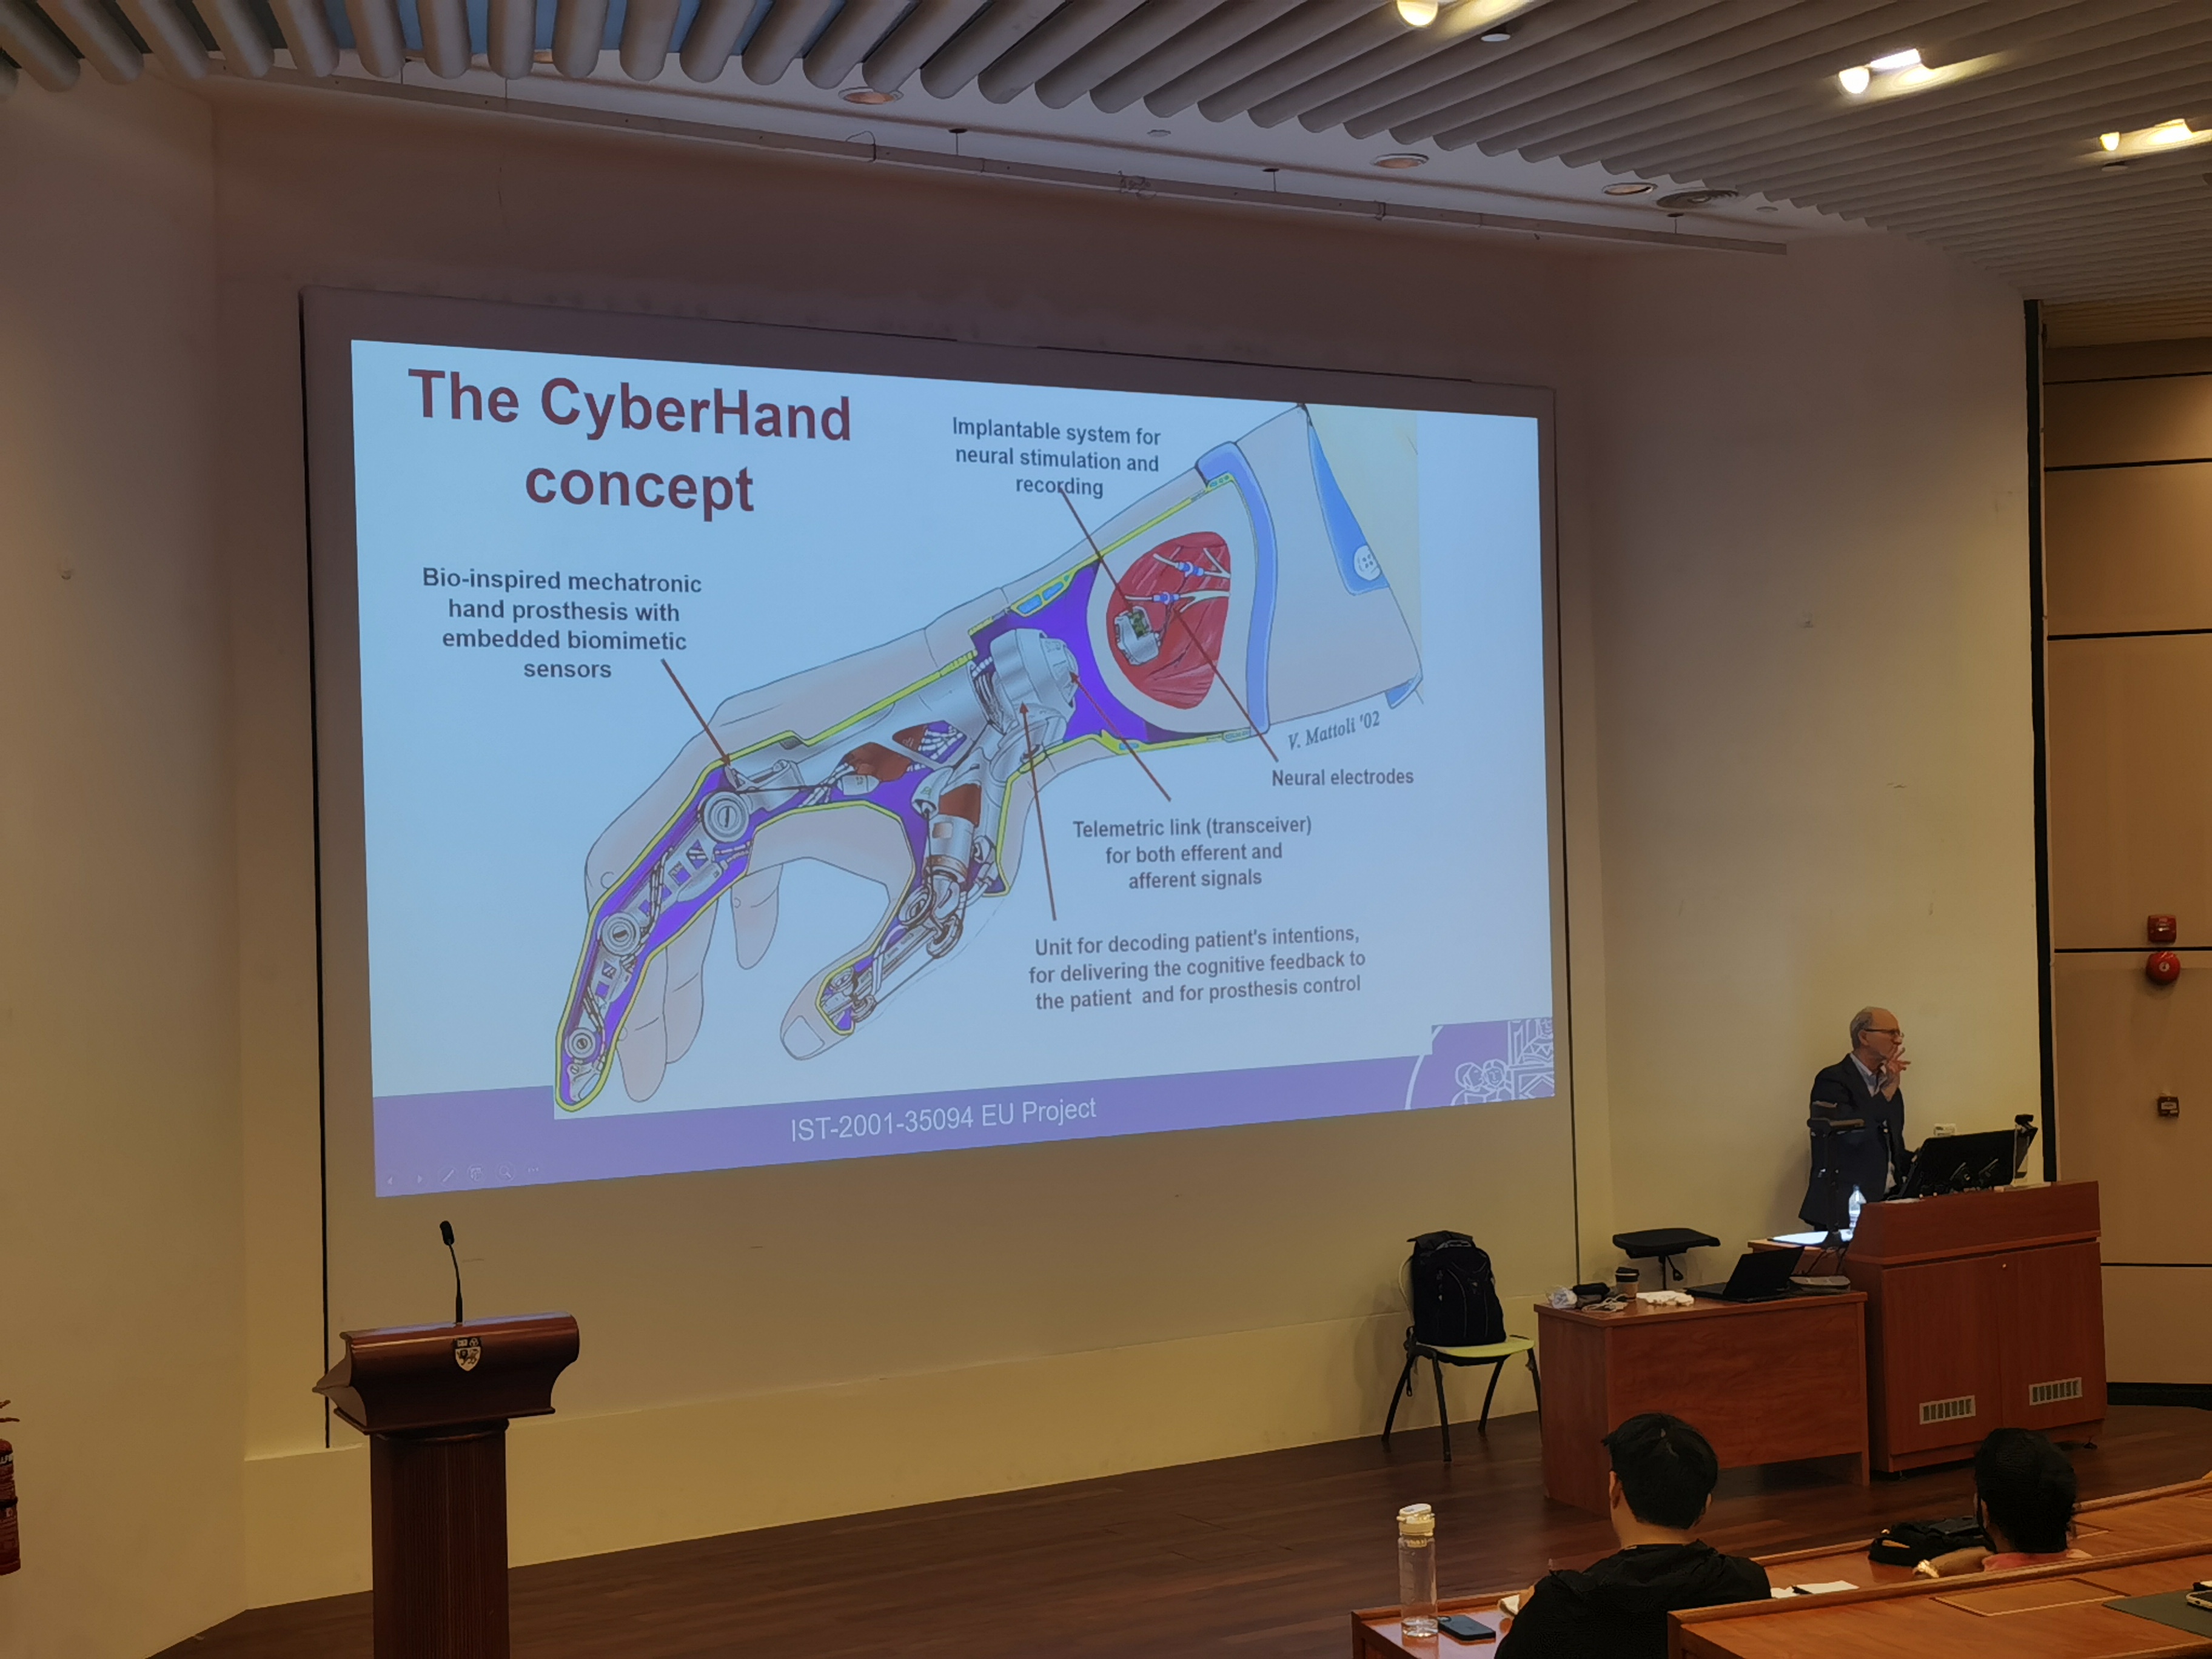 The CyberHand
concept
Implantable system for
neural stimulation and
recording
Bio-inspired mechatronic
hand prosthesis with
embedded biomimetic
sensors
V. Mattoli '02
Neural electrodes
Telemetric link (transceiver)
for both efferent and
afferent signals
Unit for decoding patient's intentions,
for delivering the cognitive feedback to
the patient and for prosthesis control
IST-2001-35094 EU Project